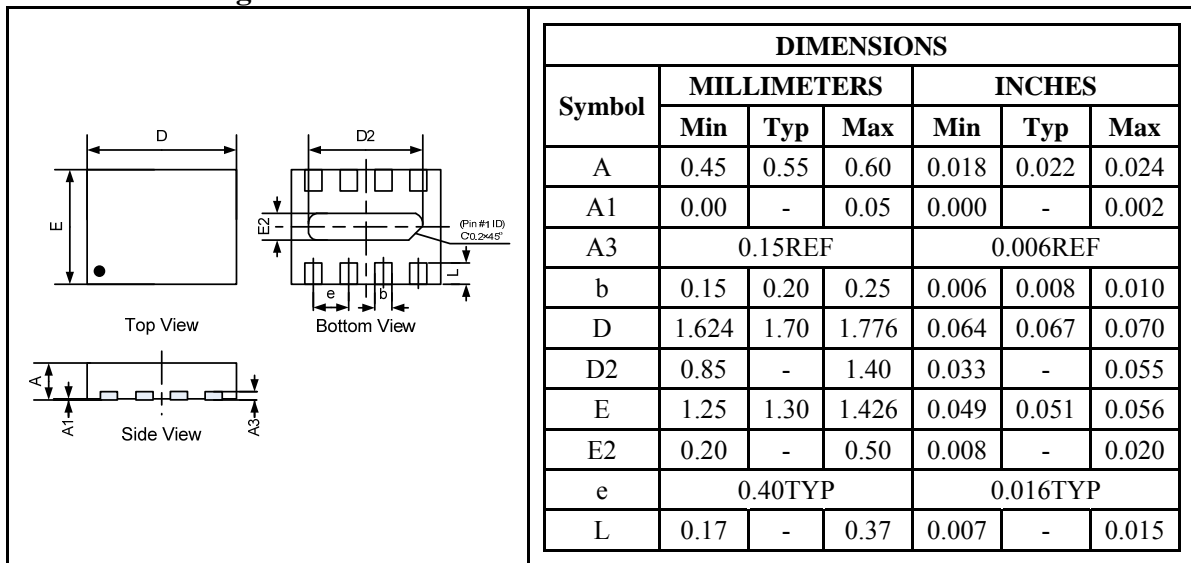 D
E
Top View
D2
E2
(Pin #1 ID)
C0.2×45°
L
e
b
Bottom View
A
A1
A3
Side View
DIMENSIONS
Symbol MILLIMETERS INCHES
Min Typ Max Min Typ Max
A 0.45 0.55 0.60 0.018 0.022 0.024
A1 0.00 - 0.05 0.000 - 0.002
A3 0.15REF 0.006REF
b 0.15 0.20 0.25 0.006 0.008 0.010
D 1.624 1.70 1.776 0.064 0.067 0.070
D2 0.85 - 1.40 0.033 - 0.055
E 1.25 1.30 1.426 0.049 0.051 0.056
E2 0.20 - 0.50 0.008 - 0.020
e 0.40TYP 0.016TYP
L 0.17 - 0.37 0.007 - 0.015